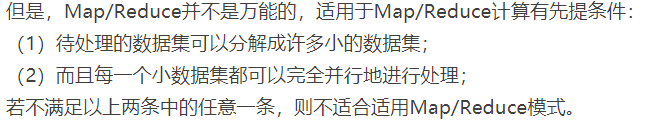 但是，Map/Reduce并不是万能的，适用于Map/Reduce计算有先提条件：
（1）待处理的数据集可以分解成许多小的数据集；
（2）而且每一个小数据集都可以完全并行地进行处理；
若不满足以上两条中的任意一条，则不适合适用Map/Reduce模式。